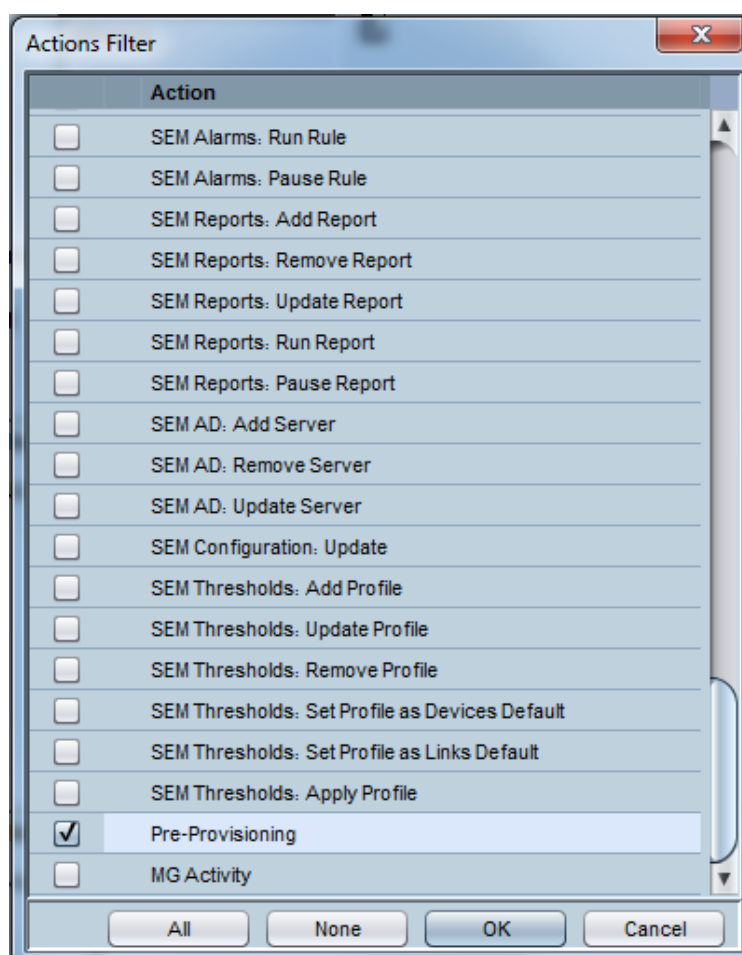 Actions Filter
Action
SEM Alarms: Run Rule
SEM Alarms: Pause Rule
SEM Reports: Add Report
SEM Reports: Remove Report
SEM Reports: Update Report
SEM Reports: Run Report
SEM Reports: Pause Report
SEM AD: Add Server
SEM AD: Remove Server
SEM AD: Update Server
SEM Configuration: Update
SEM Thresholds: Add Profile
SEM Thresholds: Update Profile
SEM Thresholds: Remove Profile
SEM Thresholds: Set Profile as Devices Default
SEM Thresholds: Set Profile as Links Default
SEM Thresholds: Apply Profile
Pre-Provisioning
MG Activity
All None OK Cancel